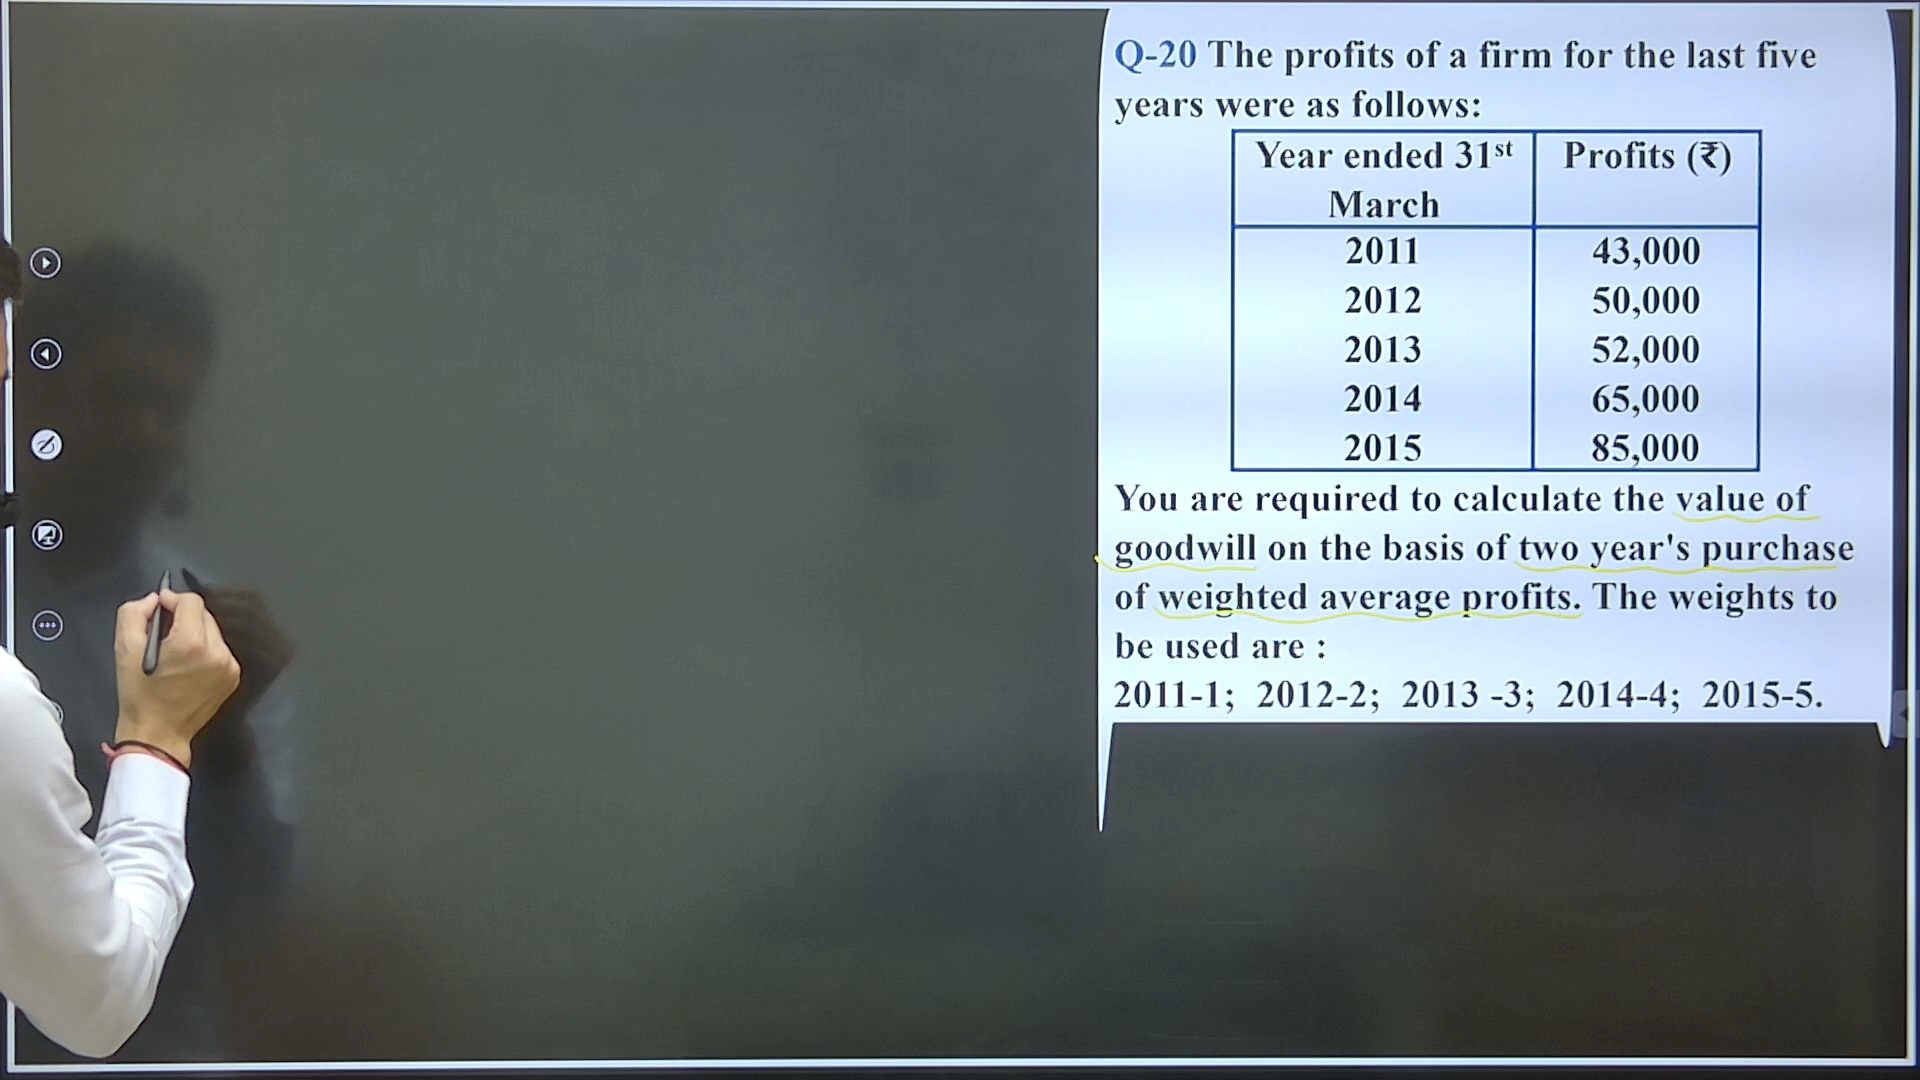 Q-20 The profits of a firm for the last five
years were as follows:
Year ended 31st March Profits (₹)
2011 43,000
2012 50,000
2013 52,000
2014 65,000
2015 85,000
You are required to calculate the value of
goodwill on the basis of two year's purchase
of weighted average profits. The weights to
be used are :
2011-1; 2012-2; 2013 -3; 2014-4; 2015-5.